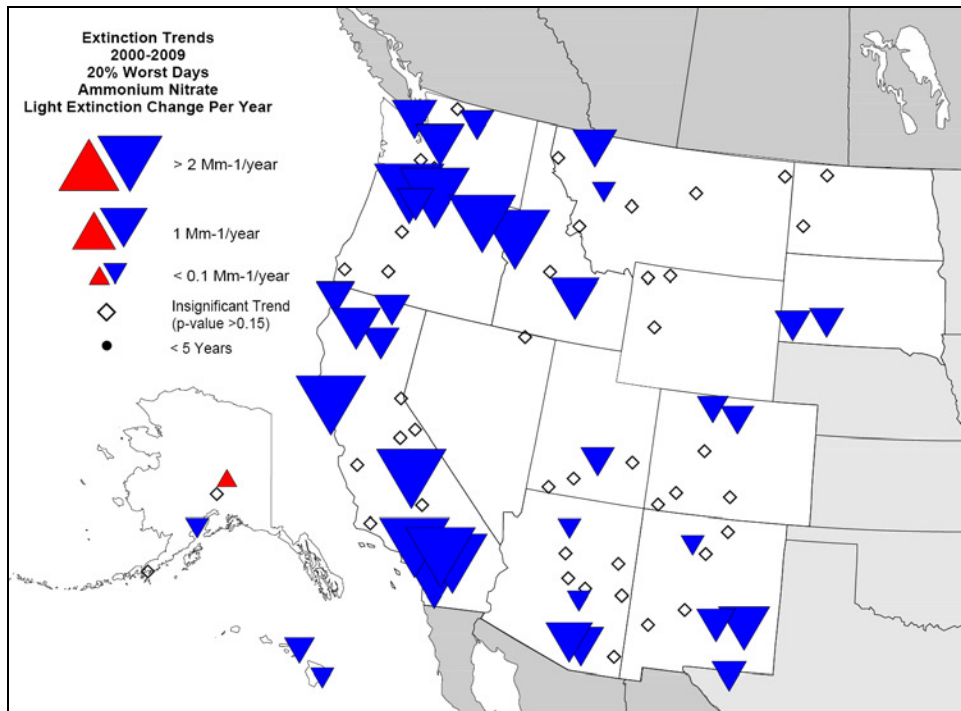 Extinction Trends
2000-2009
20% Worst Days
Ammonium Nitrate
Light Extinction Change Per Year
> 2 Mm-1/year
1 Mm-1/year
< 0.1 Mm-1/year
Insignificant Trend
(p-value >0.15)
< 5 Years